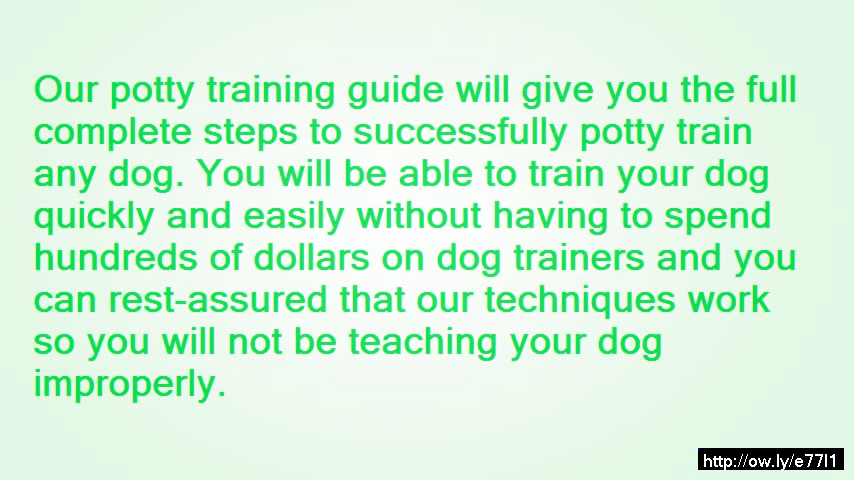 Our potty training guide will give you the full
complete steps to successfully potty train
any dog. You will be able to train your dog
quickly and easily without having to spend
hundreds of dollars on dog trainers and you
can rest-assured that our techniques work
so you will not be teaching your dog
improperly.
http://ow.ly/e77l1